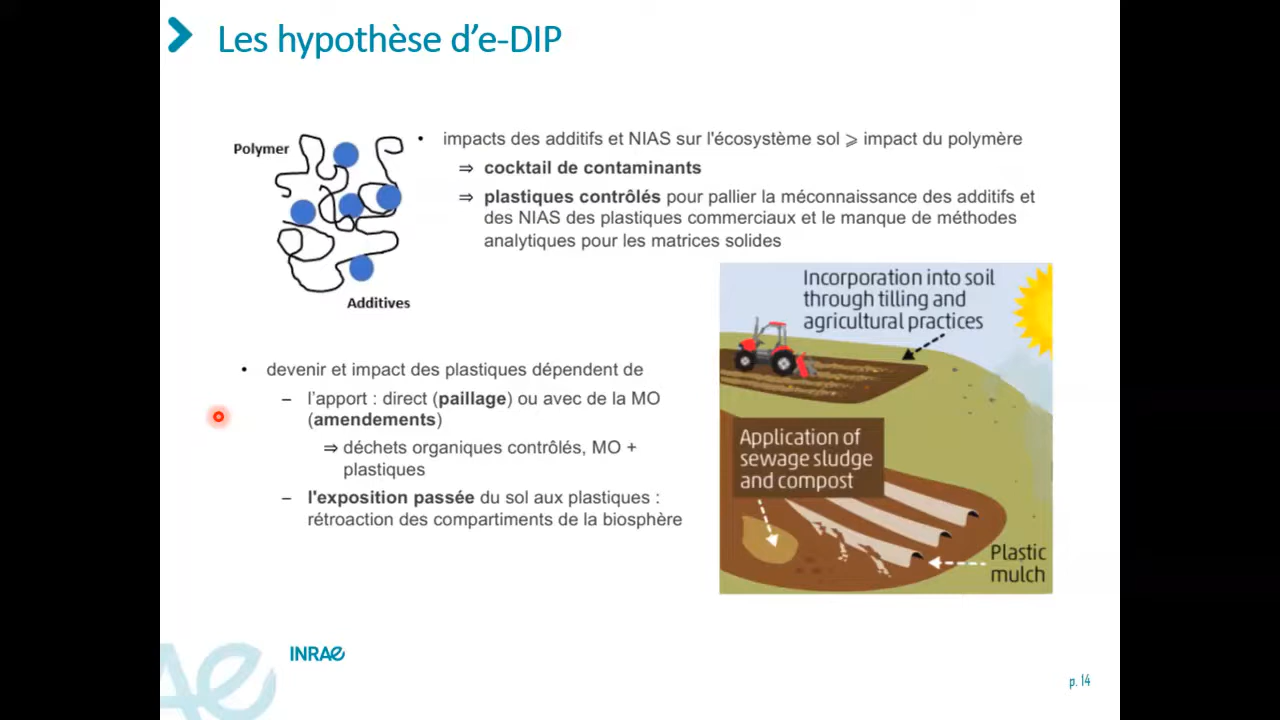 Les hypothèse d'e-DIP
Polymer
Additives
• impacts des additifs et NIAS sur l'écosystème sol ⩾ impact du polymère
⇒ cocktail de contaminants
⇒ plastiques contrôlés pour pallier la méconnaissance des additifs et
des NIAS des plastiques commerciaux et le manque de méthodes
analytiques pour les matrices solides
• devenir et impact des plastiques dépendent de
– l'apport : direct (paillage) ou avec de la MO
(amendements)
⇒ déchets organiques contrôlés, MO +
plastiques
– l'exposition passée du sol aux plastiques :
rétroaction des compartiments de la biosphère
Incorporation into soil
through tilling and
agricultural practices
Application of
sewage sludge
and compost
Plastic
mulch
INRAE
p. 14